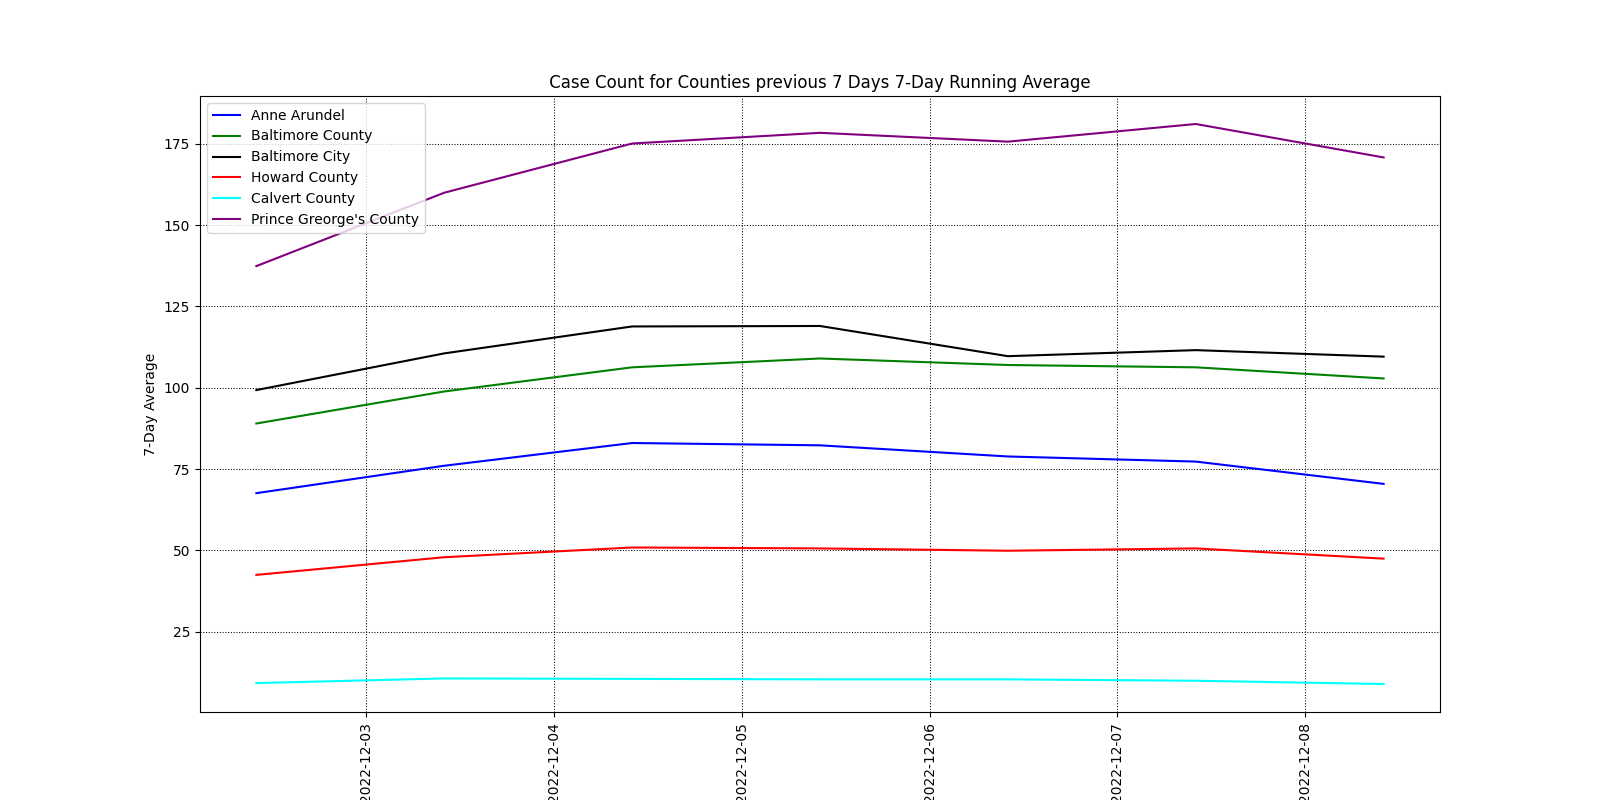 Case Count for Counties previous 7 Days 7-Day Running Average
Anne Arundel
Baltimore County
Baltimore City
Howard County
Calvert County
Prince Greorge's County
7-Day Average
175
150
125
100
75
50
25
2022-12-03
2022-12-04
2022-12-05
2022-12-06
2022-12-07
2022-12-08